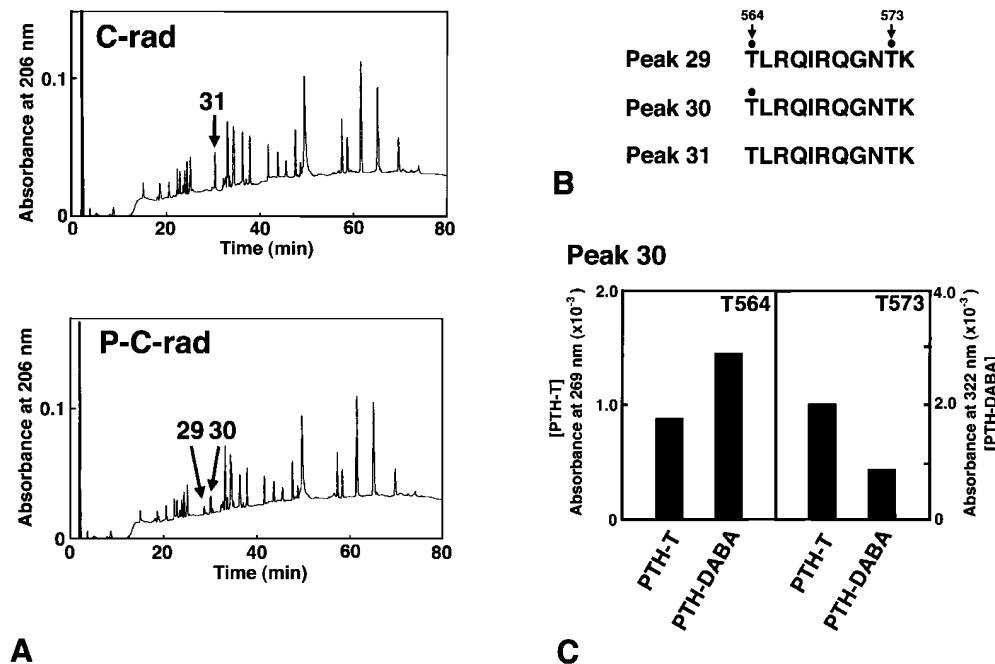 C-rad
Absorbance at 206 nm
0.1
0
31
0 20 40 60 80
Time (min)
P-C-rad
Absorbance at 206 nm
0.1
0
29 30
0 20 40 60 80
Time (min)
A
564 573
Peak 29 TLRQIRQGNTK
Peak 30 TLRQIRQGNTK
Peak 31 TLRQIRQGNTK
B
Peak 30
[PTH-T]
Absorbance at 269 nm (x10⁻³)
2.0
1.0
0
T564
T573
4.0
2.0
0
Absorbance at 322 nm (x10⁻³)
[PTH-DABA]
PTH-T
PTH-DABA
PTH-T
PTH-DABA
C